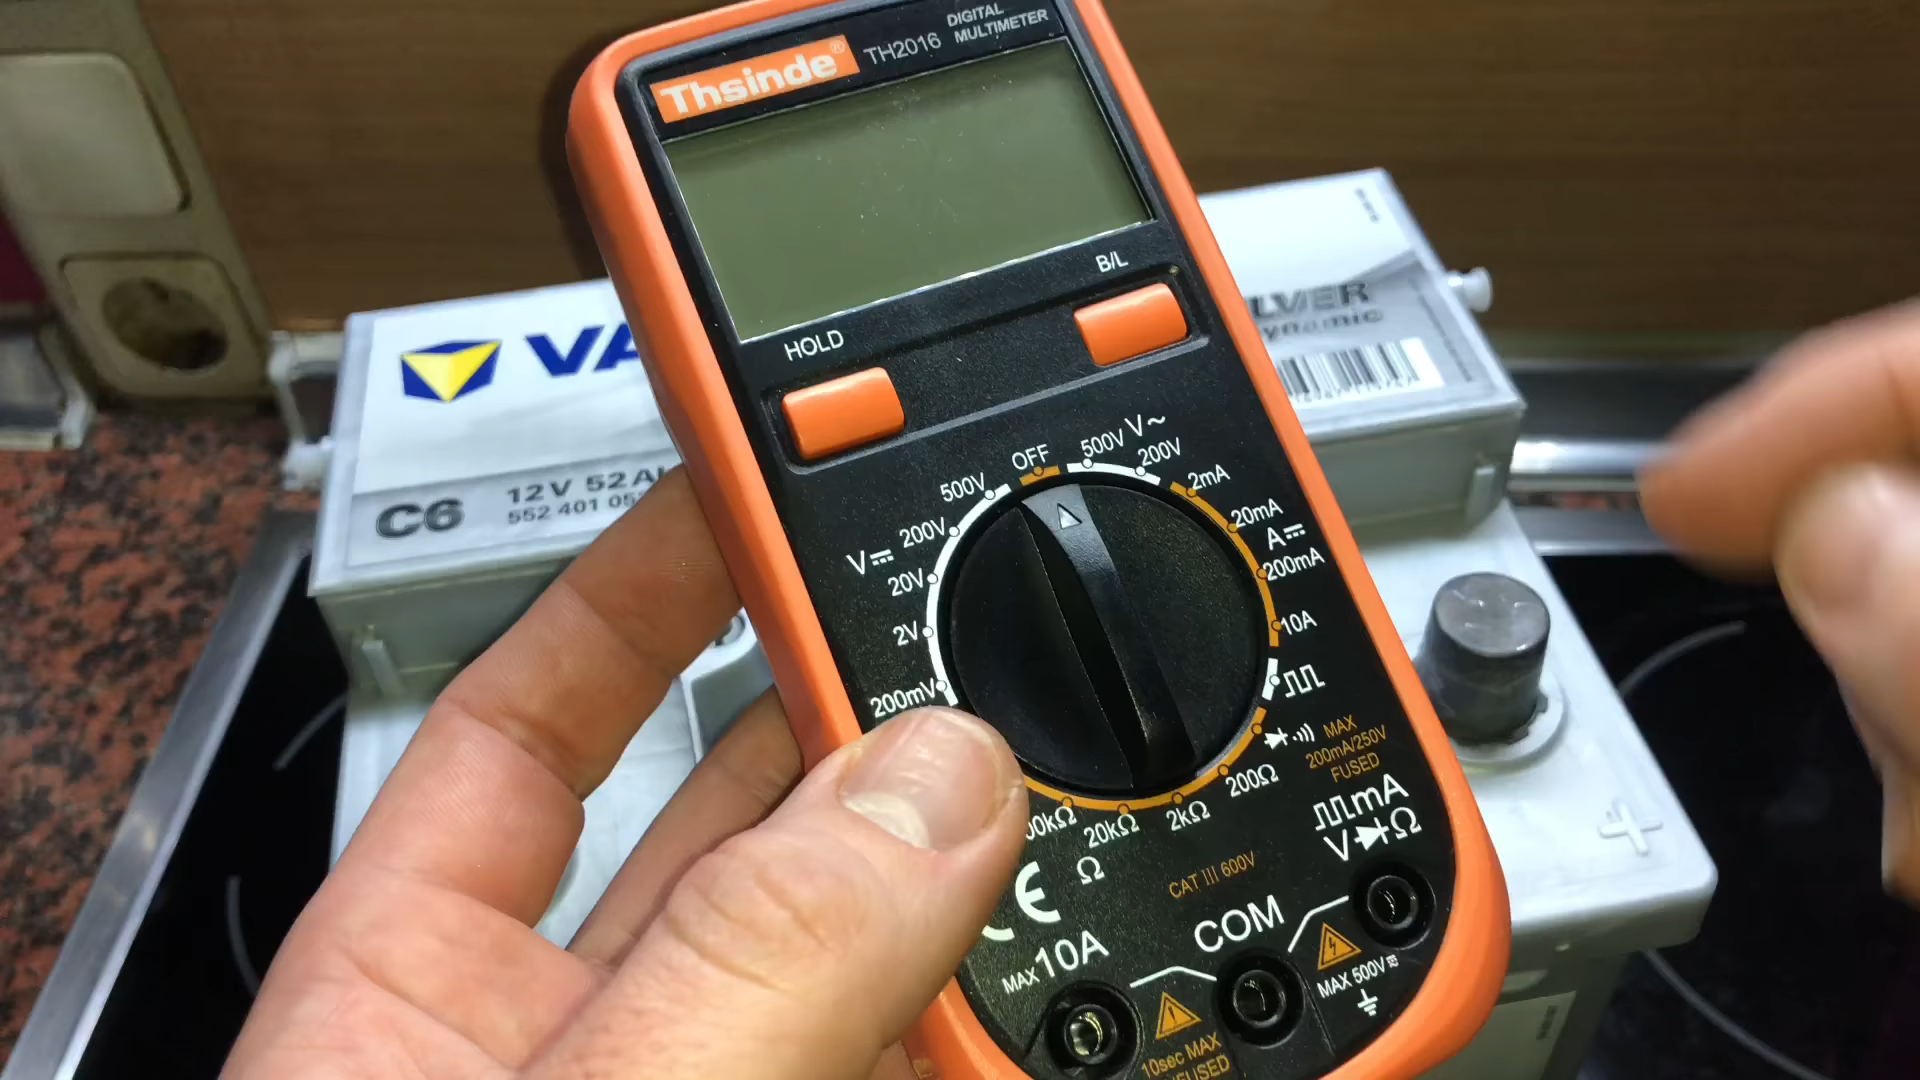 Thsinde®
TH2016
DIGITAL
MULTIMETER
B/L
HOLD
OFF
500V
V~
200V
2mA
20mA
A
200mA
10A
500V
200V
V
20V
2V
200mV
200Ω
2kΩ
20kΩ
Ω
MAX
200mA/250V
FUSED
mA
V Ω
CAT III 600V
CE
COM
MAX 10A
MAX 500V
10sec MAX
C6
12V 52A
552 401 05
+